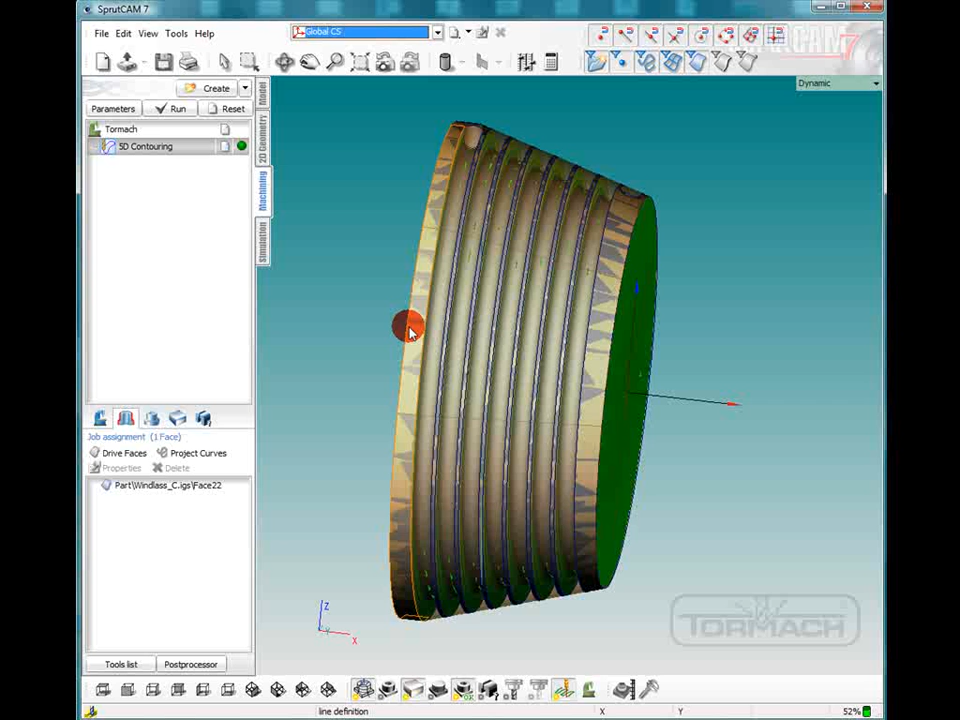 SprutCAM 7
File Edit View Tools Help
Global CS
Dynamic
Create
Parameters Run Reset
Tormach
5D Contouring
Model
2D Geometry
Machining
Simulation
Job assignment (1 Face)
Drive Faces Project Curves
Properties Delete
Part\Windlass_C.igs\Face22
Z
X
TORMACH
Tools list Postprocessor
line definition X Y 52%